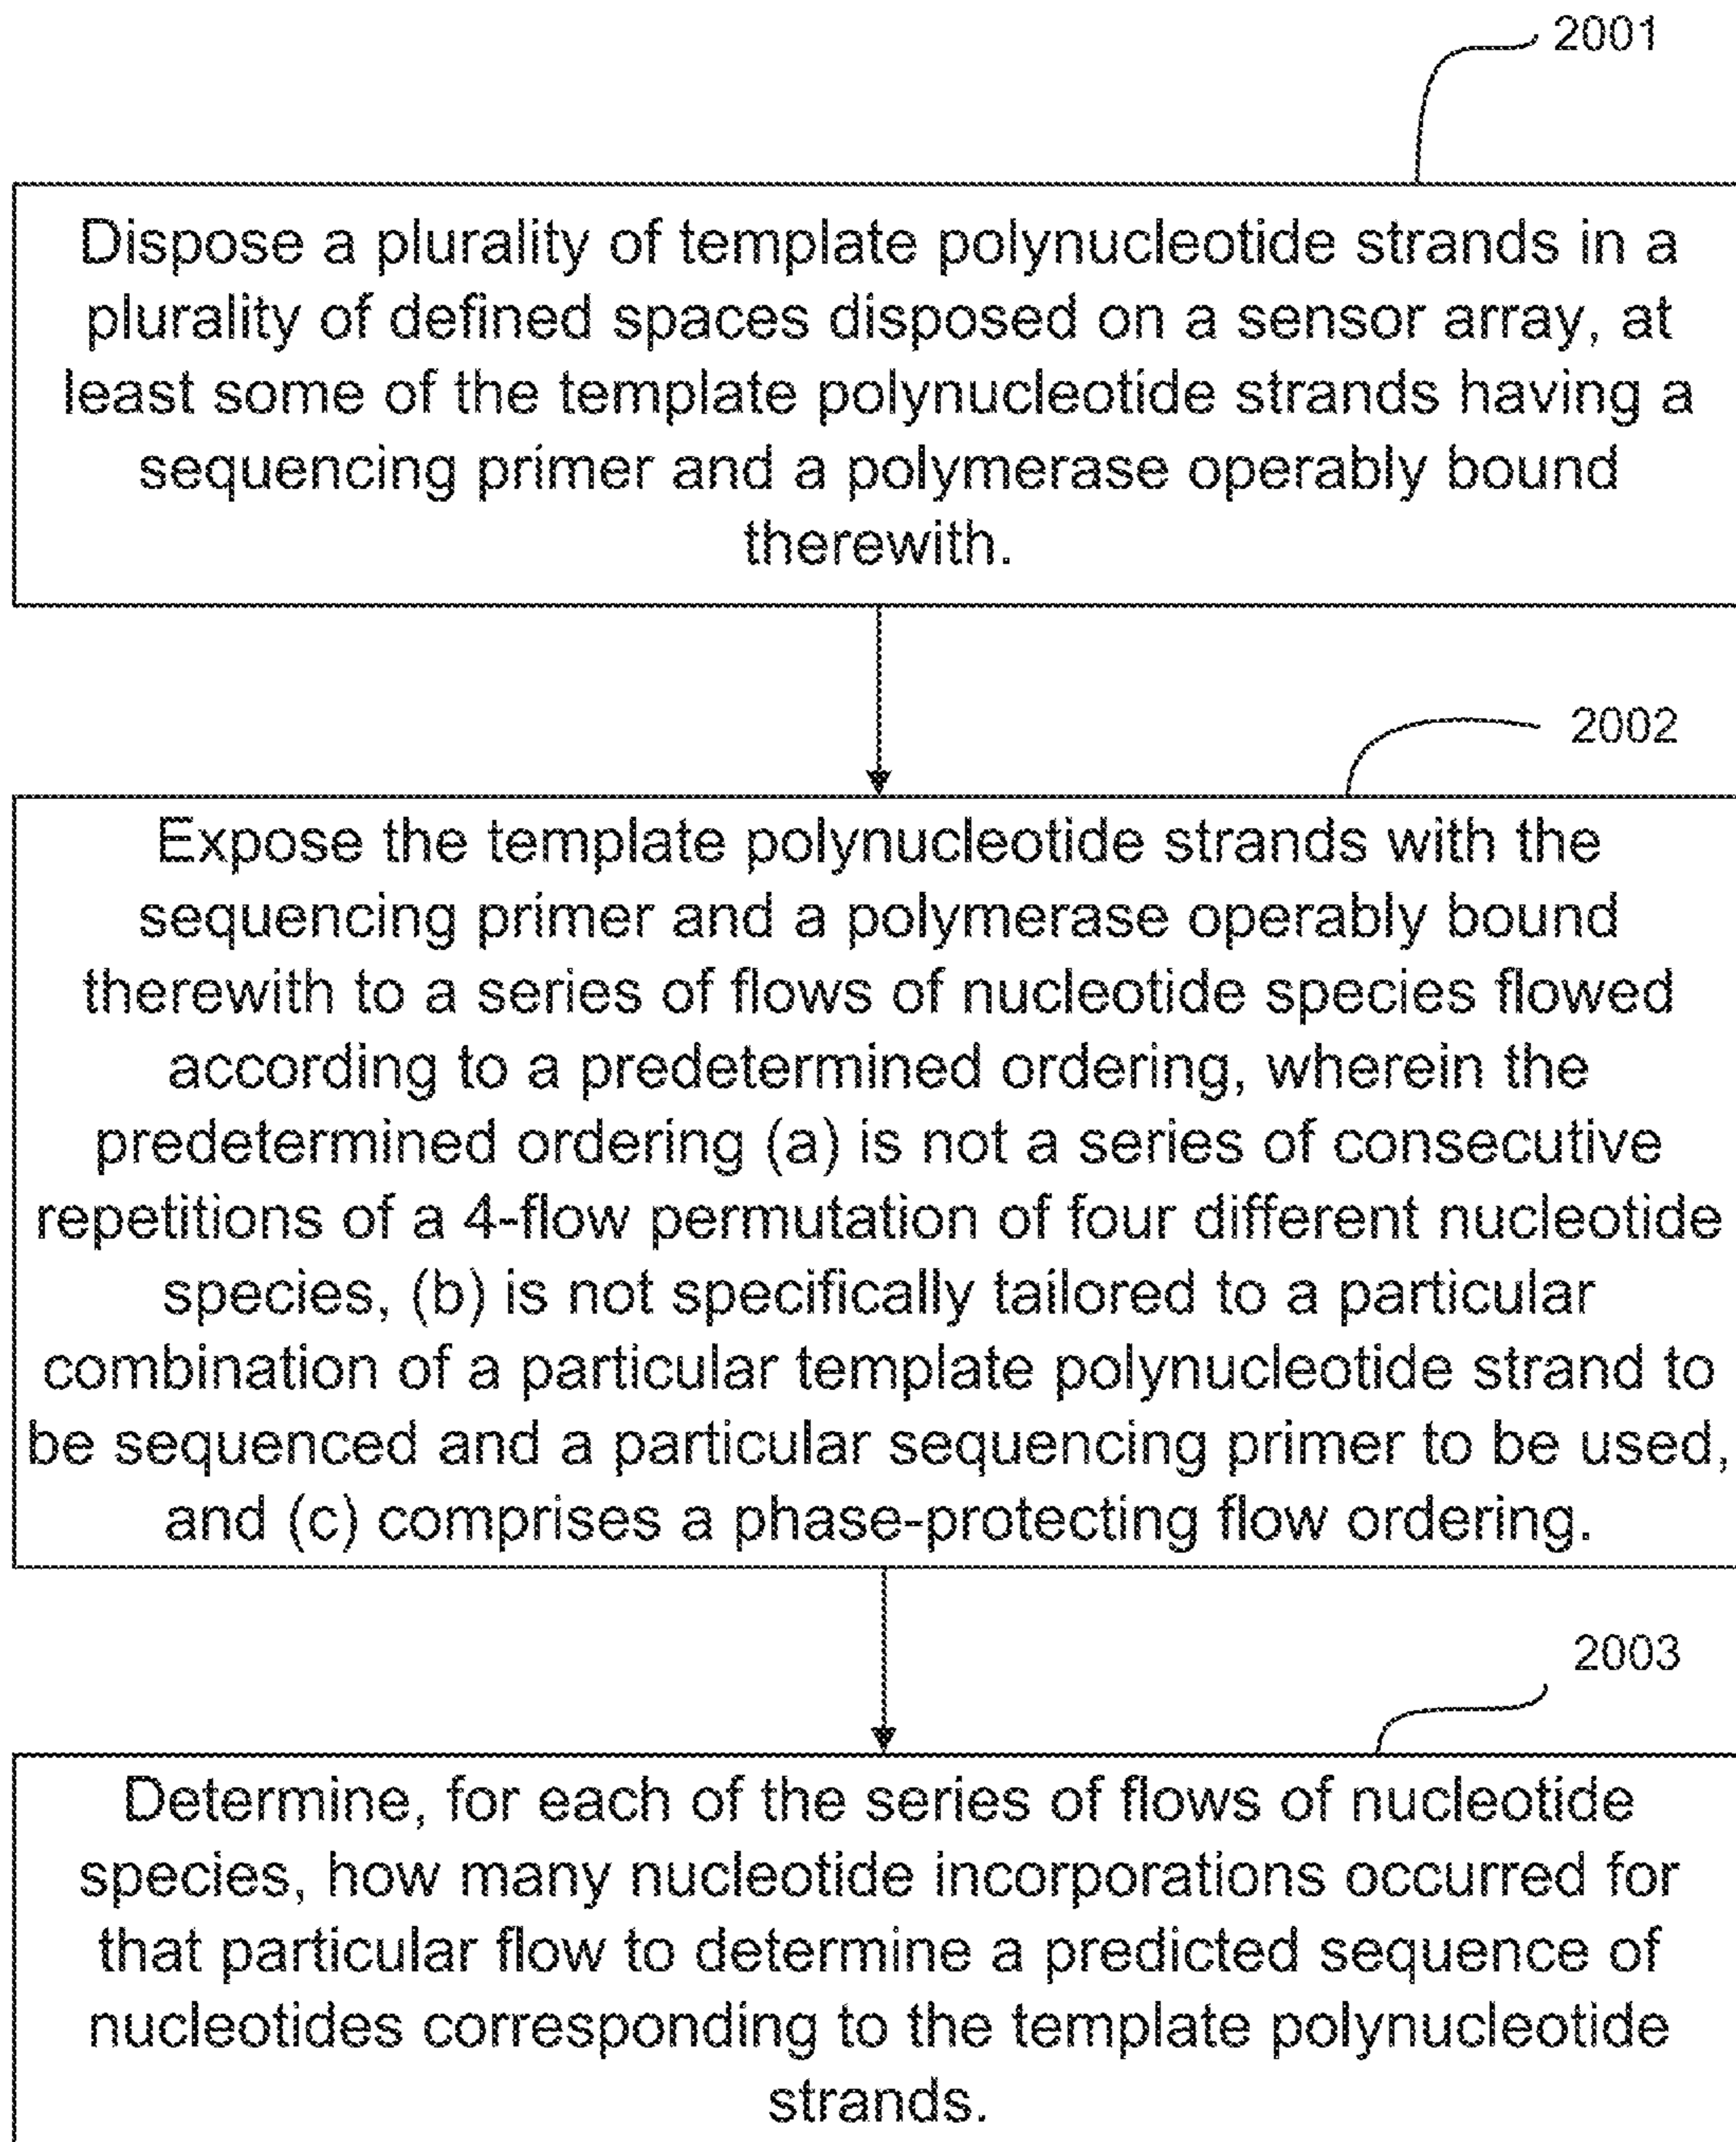 2001
Dispose a plurality of template polynucleotide strands in a
plurality of defined spaces disposed on a sensor array, at
least some of the template polynucleotide strands having a
sequencing primer and a polymerase operably bound
therewith.
2002
Expose the template polynucleotide strands with the
sequencing primer and a polymerase operably bound
therewith to a series of flows of nucleotide species flowed
according to a predetermined ordering, wherein the
predetermined ordering (a) is not a series of consecutive
repetitions of a 4-flow permutation of four different nucleotide
species, (b) is not specifically tailored to a particular
combination of a particular template polynucleotide strand to
be sequenced and a particular sequencing primer to be used,
and (c) comprises a phase-protecting flow ordering.
2003
Determine, for each of the series of flows of nucleotide
species, how many nucleotide incorporations occurred for
that particular flow to determine a predicted sequence of
nucleotides corresponding to the template polynucleotide
strands.